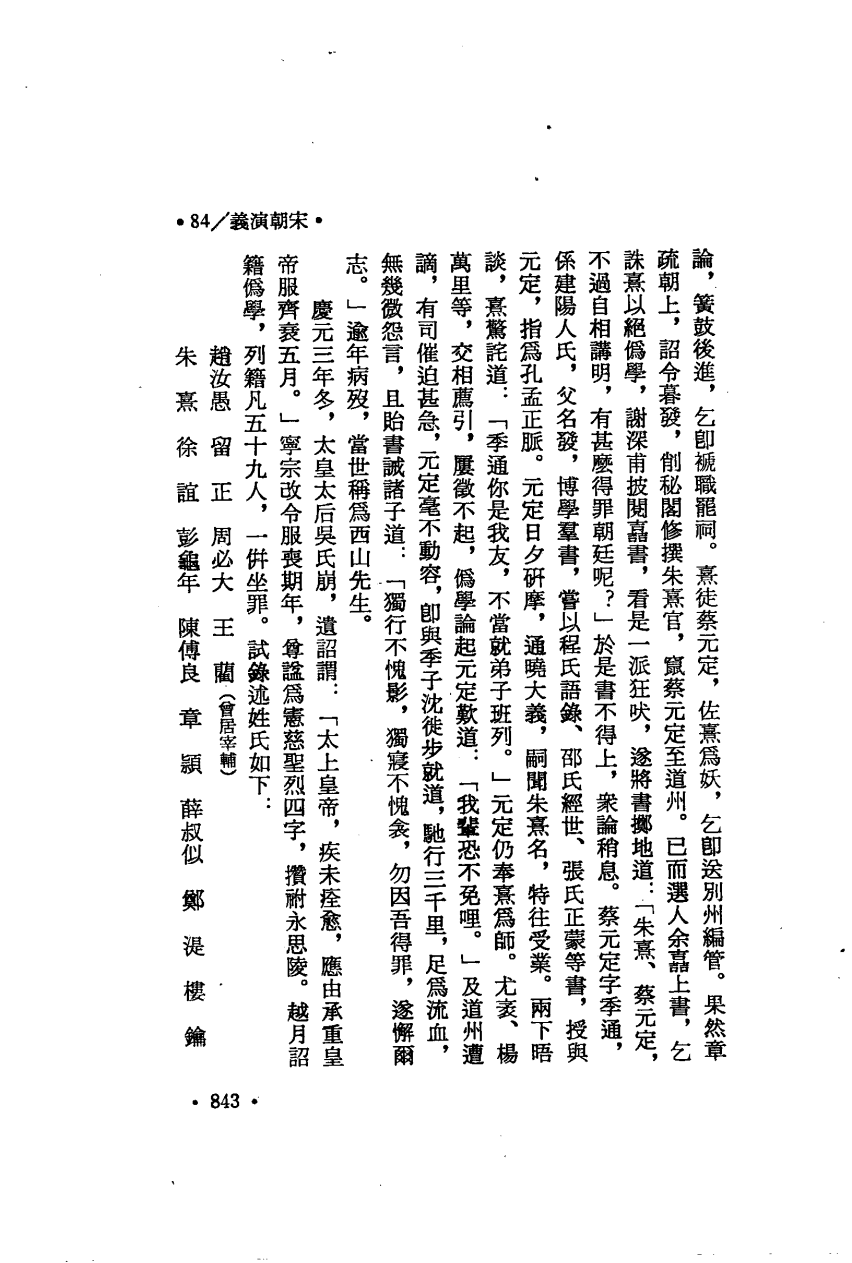 •宋朝演義/84•
論，簧鼓後進，乞卽褫職罷祠。熹徒蔡元定，佐熹爲妖，乞卽送別州編管。果然章
疏朝上，詔令暮發，削秘閣修撰朱熹官，竄蔡元定至道州。已而選人余嚞上書，乞
誅熹以絕僞學，謝深甫披閱嚞書，看是一派狂吠，遂將書擲地道：「朱熹、蔡元定，
不過自相講明，有甚麼得罪朝廷呢？」於是書不得上，衆論稍息。蔡元定字季通，
係建陽人氏，父名發，博學羣書，嘗以程氏語錄、邵氏經世、張氏正蒙等書，授與
元定，指爲孔孟正脈。元定日夕硏摩，通曉大義，嗣聞朱熹名，特往受業。兩下晤
談，熹驚詫道：「季通你是我友，不當就弟子班列。」元定仍奉熹爲師。尤袤、楊
萬里等，交相薦引，屢徵不起，僞學論起元定歎道：「我輩恐不免哩。」及道州遭
謫，有司催迫甚急，元定毫不動容，卽與季子沈徙步就道，馳行三千里，足爲流血，
無幾微怨言，且貽書誡諸子道：「獨行不愧影，獨寢不愧衾，勿因吾得罪，遂懈爾
志。」逾年病歿，當世稱爲西山先生。
慶元三年冬，太皇太后吳氏崩，遺詔謂：「太上皇帝，疾未痊愈，應由承重皇
帝服齊衰五月。」寧宗改令服喪期年，尊諡爲憲慈聖烈四字，攢祔永思陵。越月詔
籍僞學，列籍凡五十九人，一倂坐罪。試錄述姓氏如下：
趙汝愚　留　正　周必大　王　藺（曾居宰輔）
朱　熹　徐　誼　彭龜年　陳傅良　章　穎　薛叔似　鄭　湜　樓　鑰
•843•